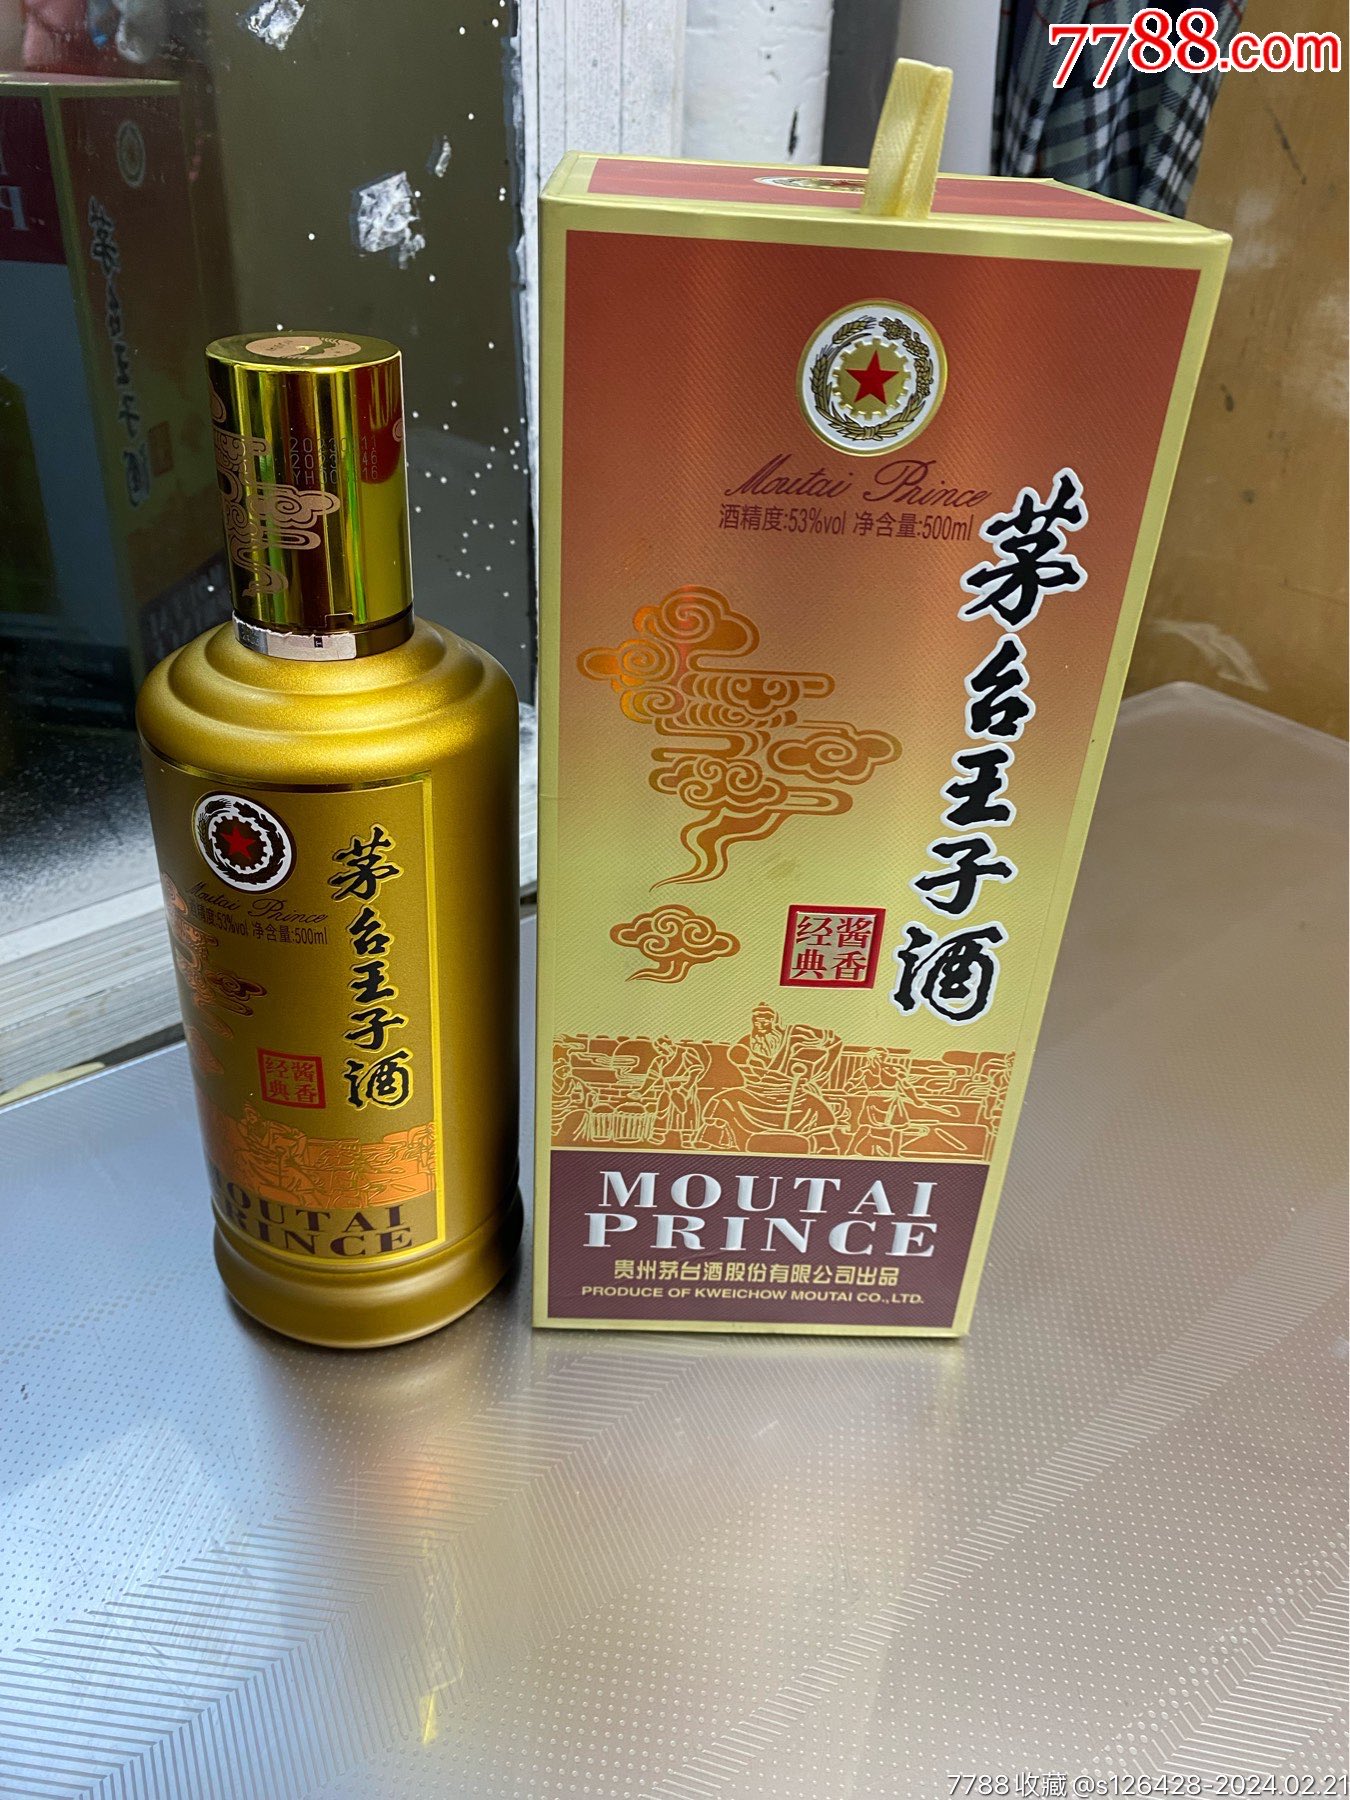 7788.com
Moutai Prince
酒精度:53%vol 净含量:500ml
茅台王子酒
酱香
经典
MOUTAI
PRINCE
贵州茅台酒股份有限公司出品
PRODUCE OF KWEICHOW MOUTAI CO., LTD.
Moutai Prince
精度:53%vol 净含量:500ml
茅台王子酒
酱香
经典
MOUTAI
PRINCE
7788收藏@s126428-2024.02.21